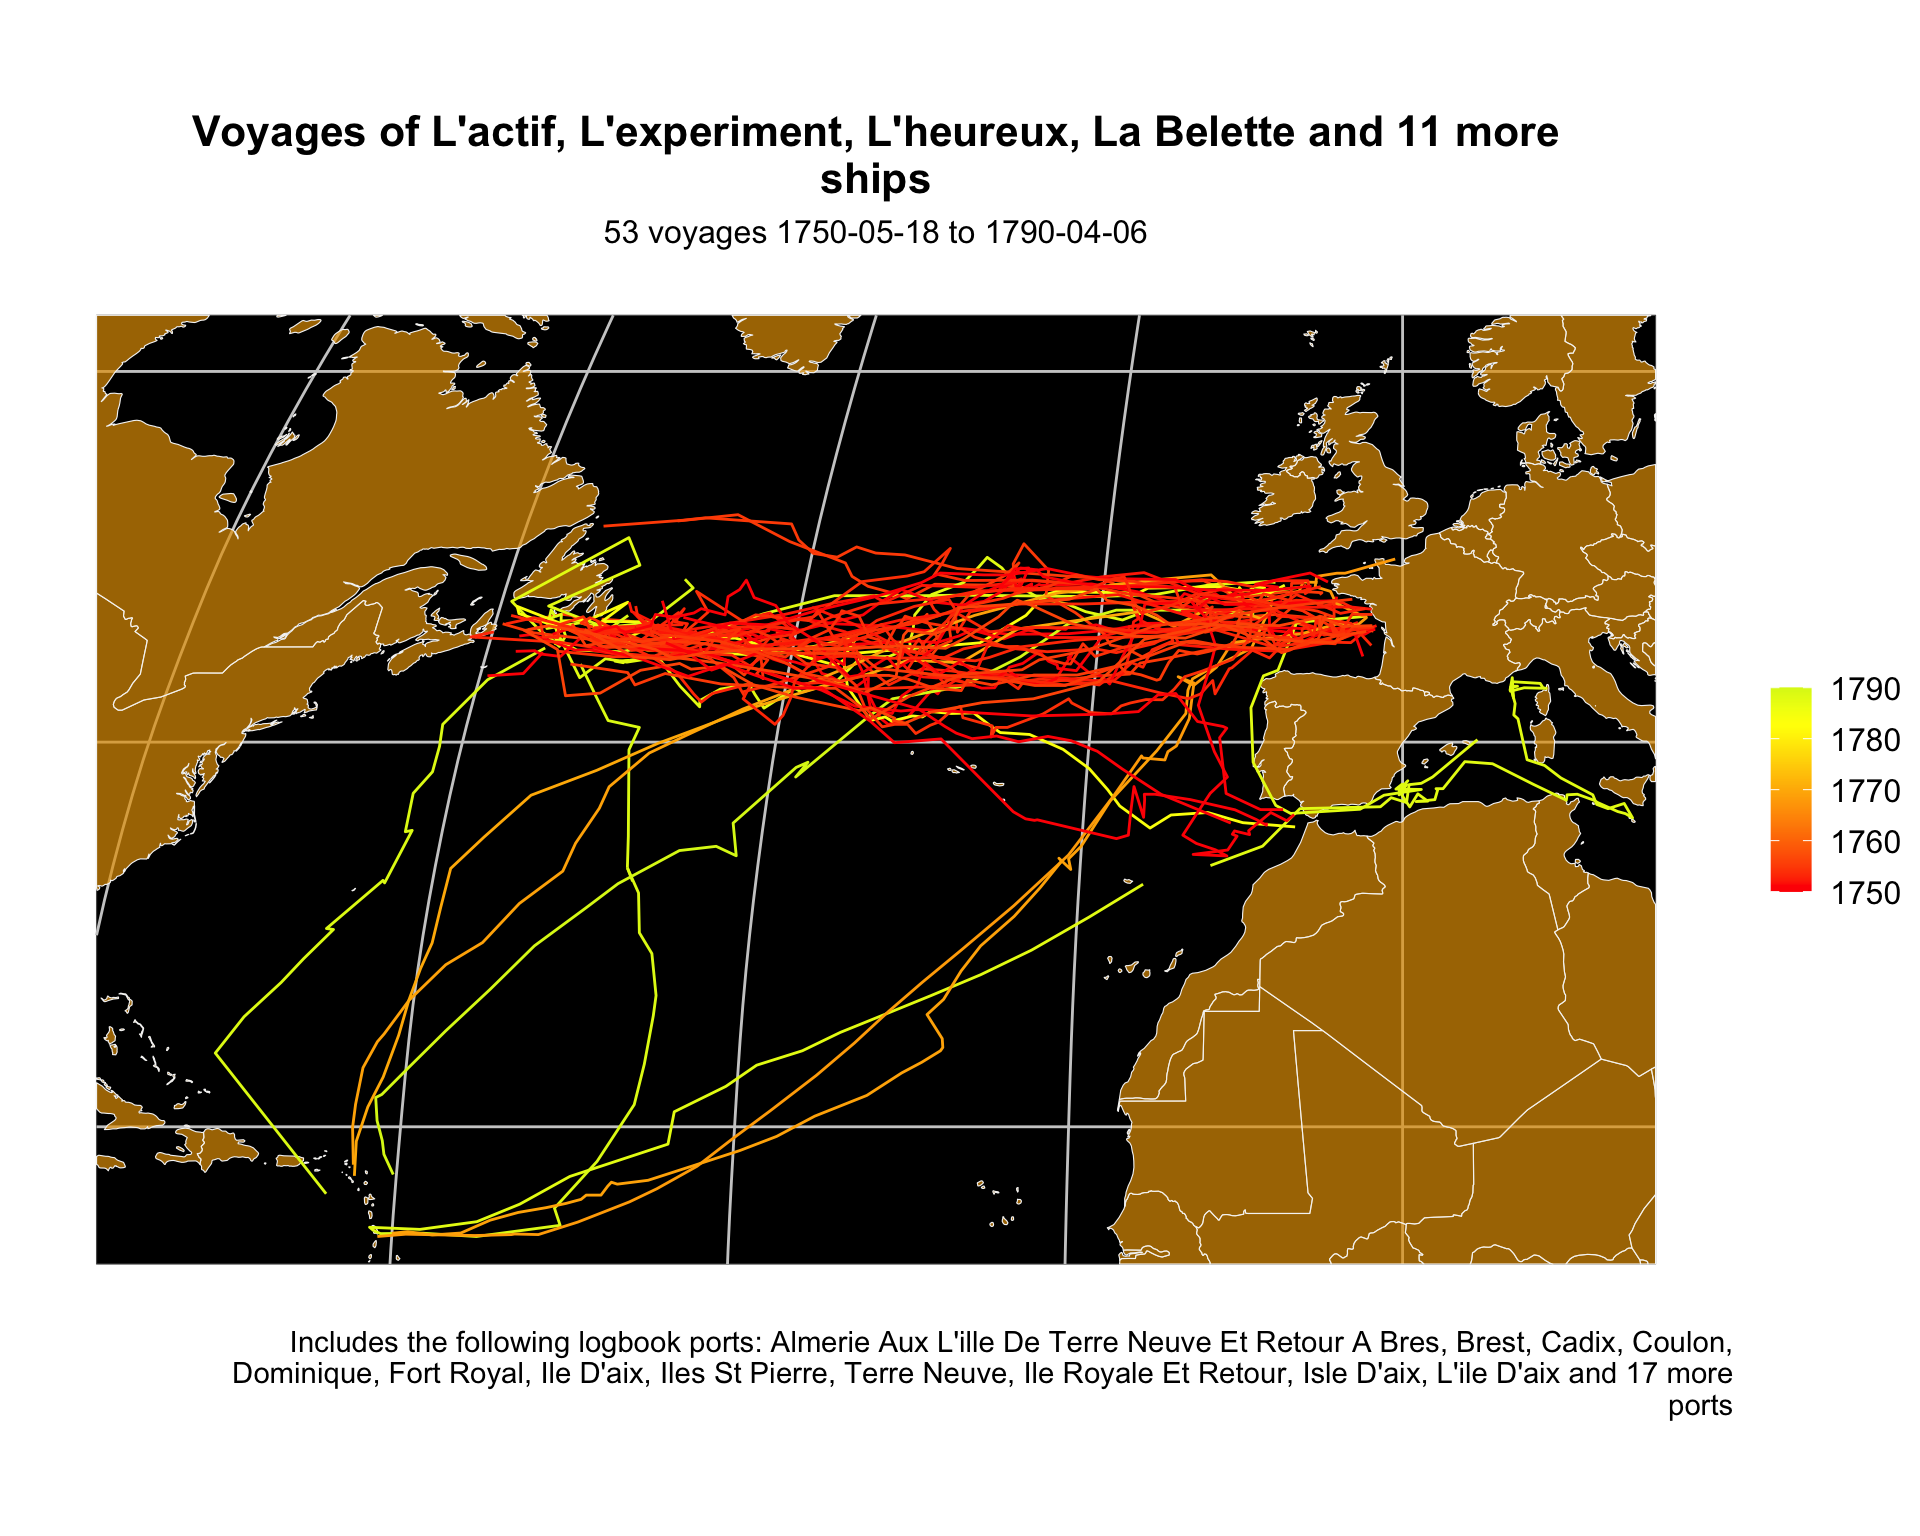 Voyages of L'actif, L'experiment, L'heureux, La Belette and 11 more
ships
53 voyages 1750-05-18 to 1790-04-06
1790
1780
1770
1760
1750
Includes the following logbook ports: Almerie Aux L'ille De Terre Neuve Et Retour A Bres, Brest, Cadix, Coulon,
Dominique, Fort Royal, Ile D'aix, Iles St Pierre, Terre Neuve, Ile Royale Et Retour, Isle D'aix, L'ile D'aix and 17 more
ports